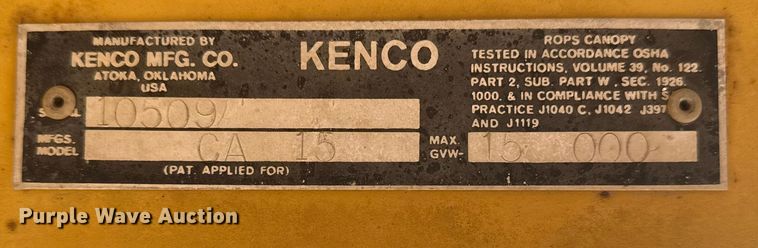 MANUFACTURED BY
KENCO MFG. CO.
ATOKA, OKLAHOMA
USA
KENCO
ROPS CANOPY
TESTED IN ACCORDANCE OSHA
INSTRUCTIONS, VOLUME 39, No. 122
PART 2, SUB. PART W, SEC. 1926.
1000, & IN COMPLIANCE WITH
PRACTICE J1040 C, J1042 J397
AND J1119
10509
MFGS.
MODEL
CA 15
MAX.
GVW-
15 000
(PAT. APPLIED FOR)
Purple Wave Auction